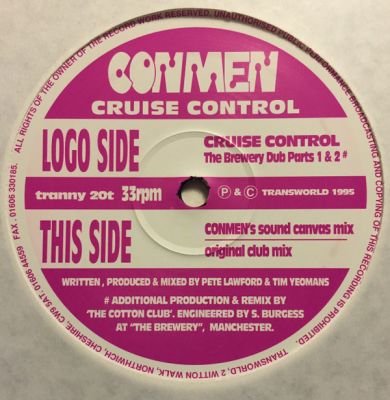 ALL RIGHTS OF THE OWNER OF THE RECORD WORK RESERVED. UNAUTHORISED PUBLIC PERFORMANCE BROADCASTING AND COPYING OF THIS RECORDING IS PROHIBITED.
CONMEN
CRUISE CONTROL
LOGO SIDE
CRUISE CONTROL
The Brewery Dub Parts 1 & 2 #
tranny 20t 33rpm P & C TRANSWORLD 1995
THIS SIDE
CONMEN's sound canvas mix
original club mix
WRITTEN , PRODUCED & MIXED BY PETE LAWFORD & TIM YEOMANS
# ADDITIONAL PRODUCTION & REMIX BY
'THE COTTON CLUB'. ENGINEERED BY S. BURGESS
AT "THE BREWERY", MANCHESTER.
TRANSWORLD, 2 WITTON WALK, NORTHWICH, CHESHIRE. CW9 5AT. 01606 44559 FAX . 01606 330185.